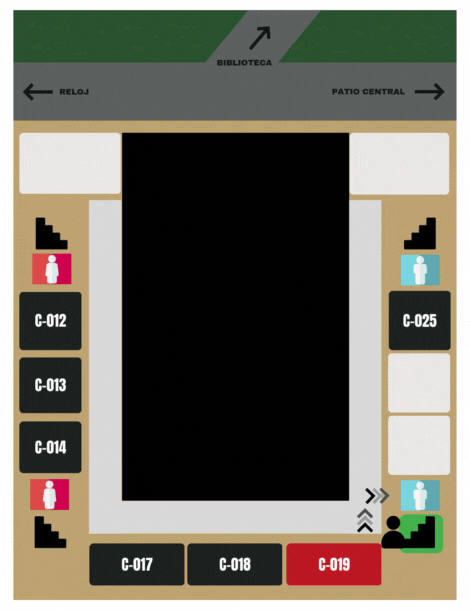 BIBLIOTECA
RELOJ
PATIO CENTRAL
C-012
C-025
C-013
C-014
C-017
C-018
C-019